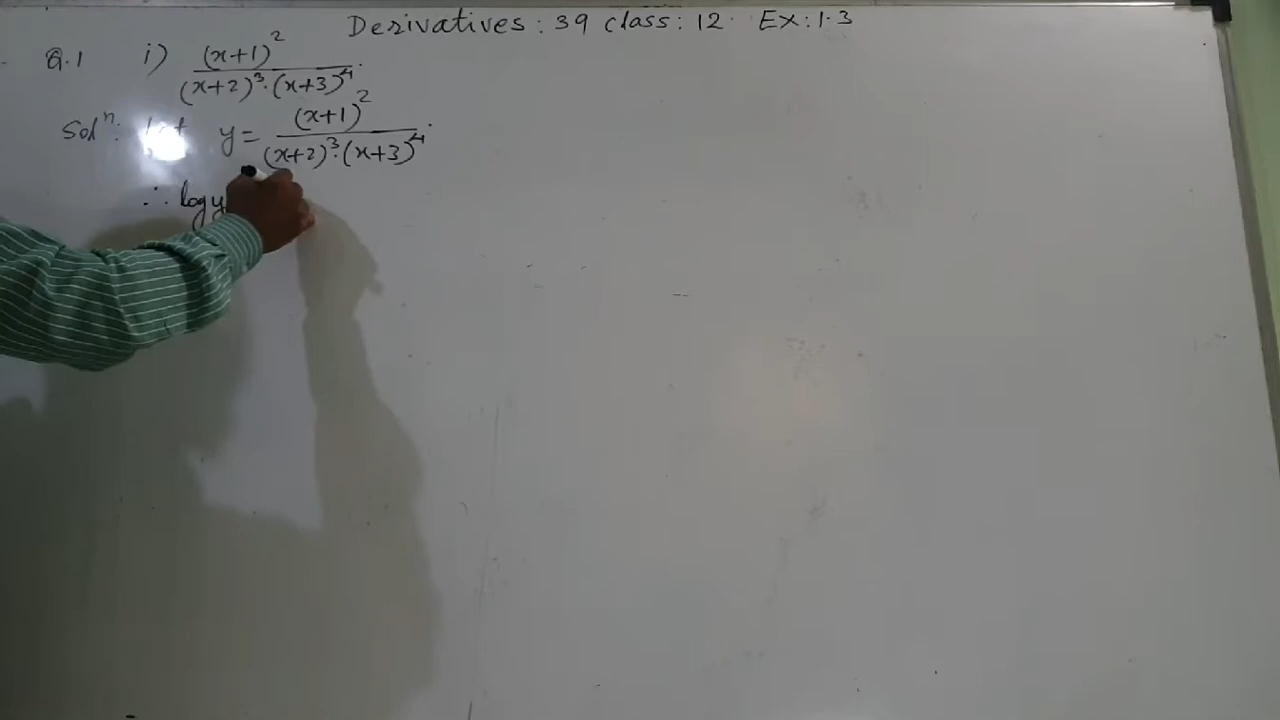 Derivatives : 39 class : 12. Ex : 1.3
Q.1 i) (x+1)² / (x+2)³·(x+3)⁴.
Solⁿ: Let y = (x+1)² / (x+2)³·(x+3)⁴.
∴ log y